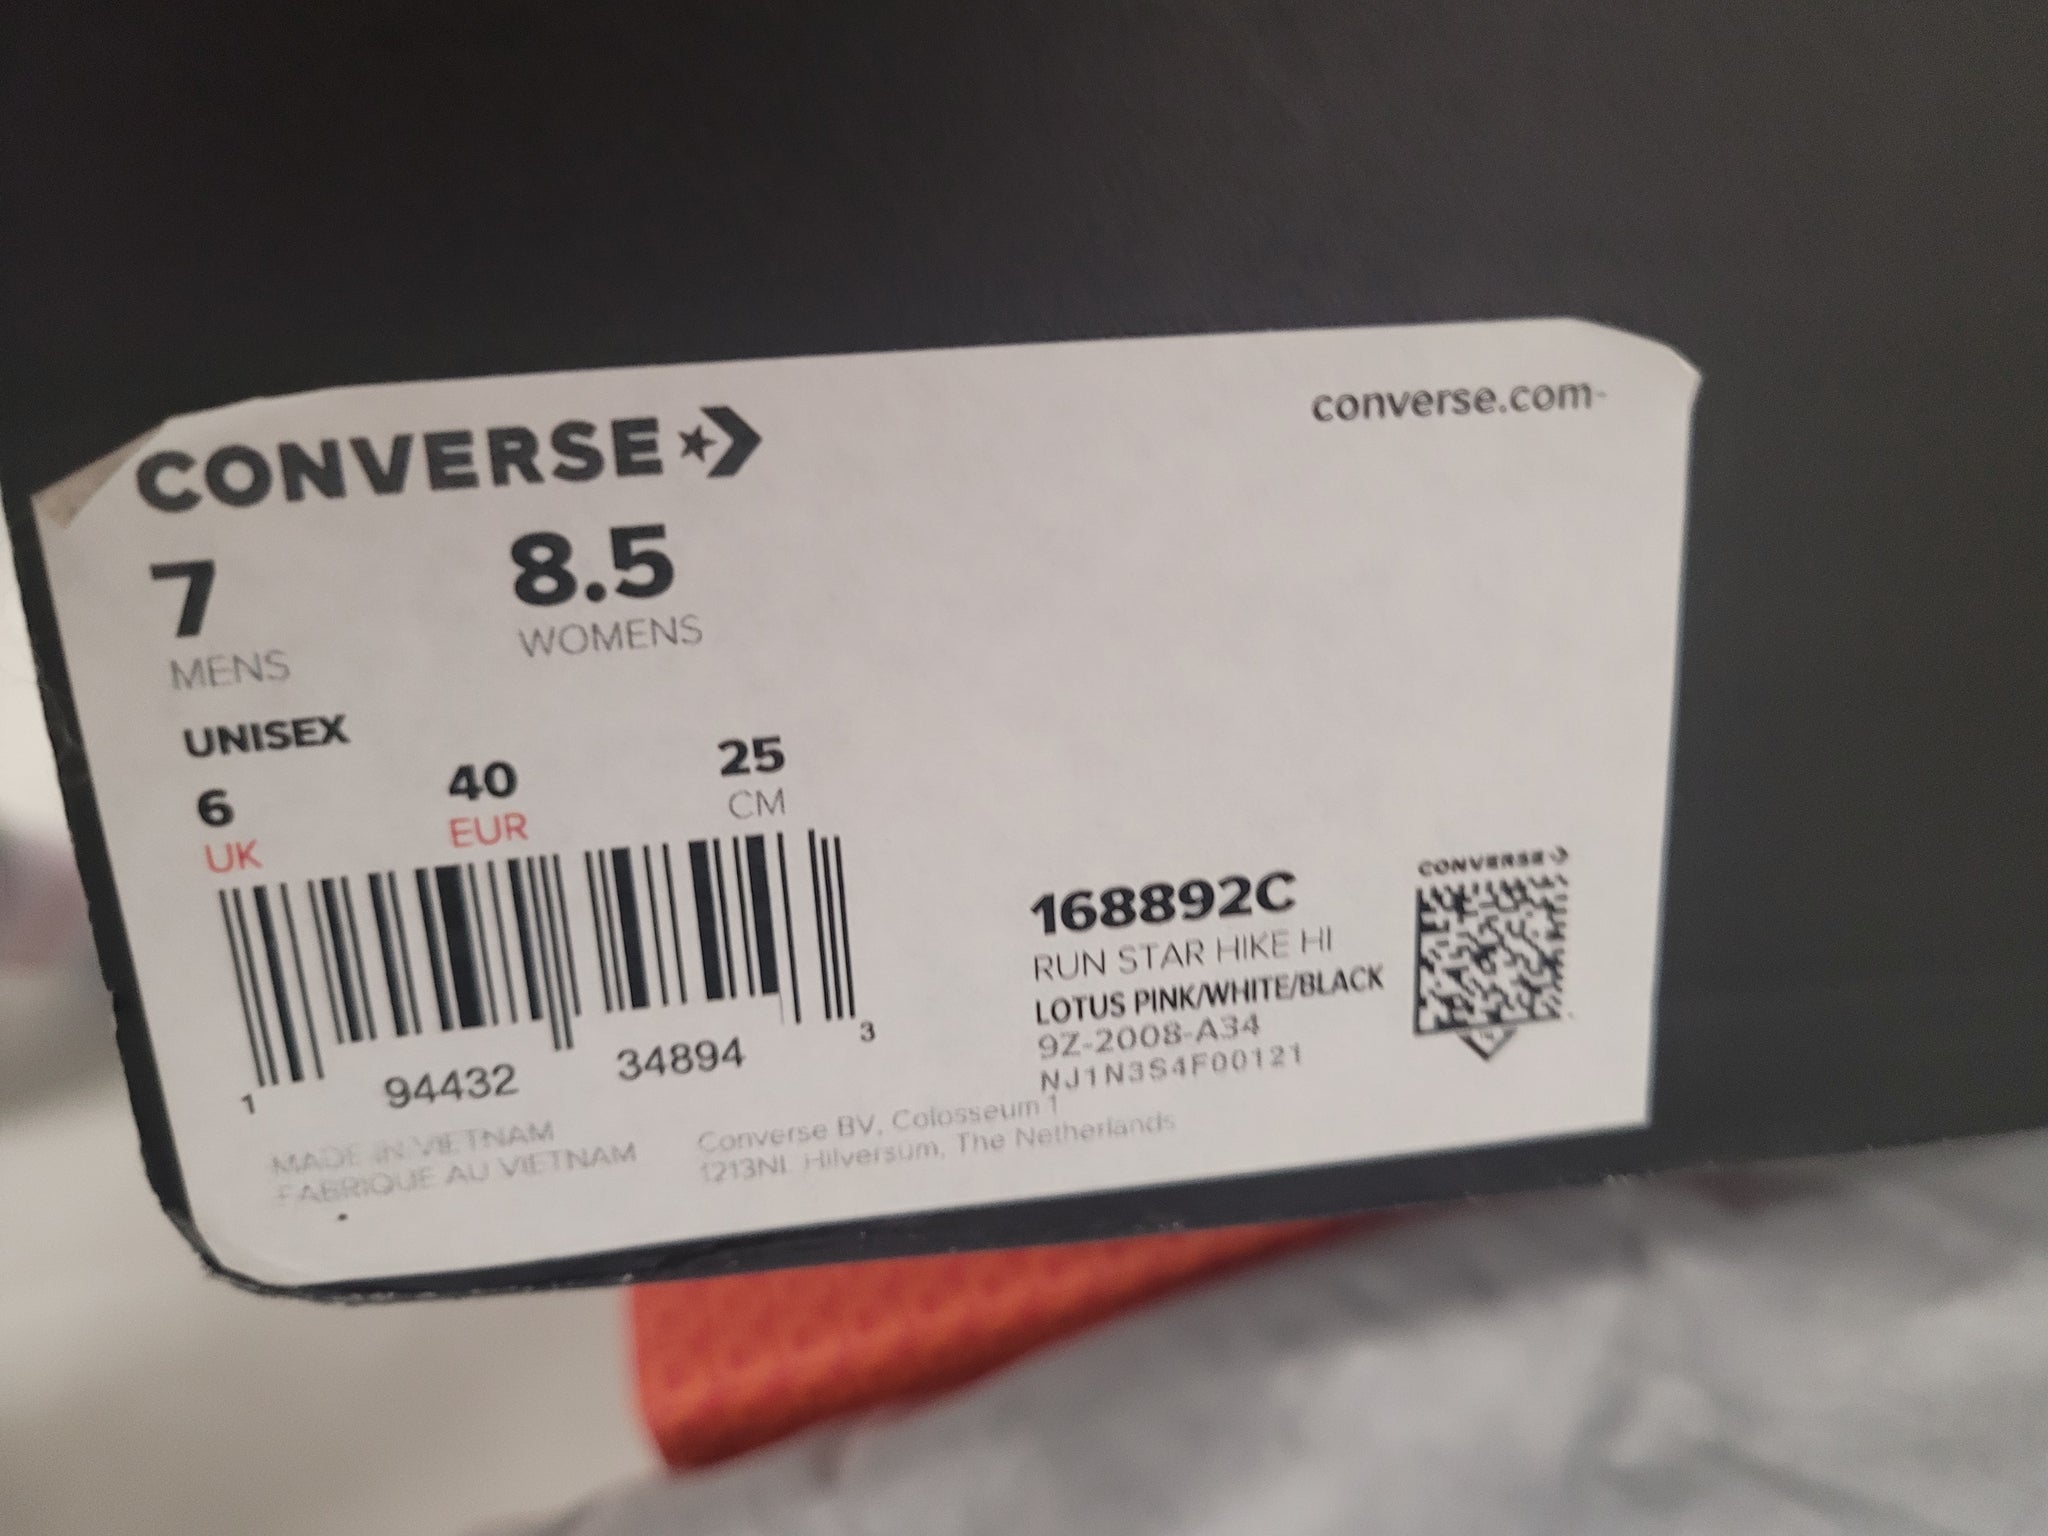 CONVERSE
converse.com
7 8.5
MENS WOMENS
UNISEX
6 40 25
UK EUR CM
1 94432 34894 3
168892C
RUN STAR HIKE HI
LOTUS PINK/WHITE/BLACK
9Z-2008-A34
NJ1N3S4F00121
CONVERSE
MADE IN VIETNAM
FABRIQUE AU VIETNAM
Converse BV, Colosseum 1
1213NL Hilversum, The Netherlands